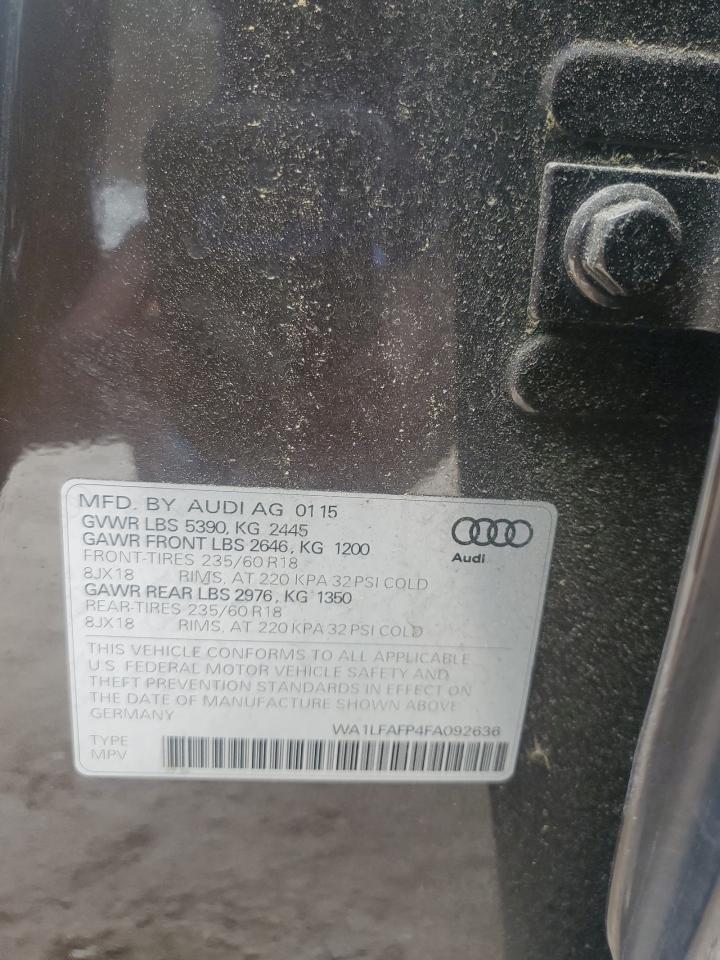 MFD. BY AUDI AG 01 15
GVWR LBS 5390, KG 2445
GAWR FRONT LBS 2646, KG 1200
FRONT-TIRES 235/60 R18
8JX18 RIMS, AT 220 KPA 32 PSI COLD
GAWR REAR LBS 2976, KG 1350
REAR-TIRES 235/60 R18
8JX18 RIMS, AT 220 KPA 32 PSI COLD
Audi
THIS VEHICLE CONFORMS TO ALL APPLICABLE
U.S. FEDERAL MOTOR VEHICLE SAFETY AND
THEFT PREVENTION STANDARDS IN EFFECT ON
THE DATE OF MANUFACTURE SHOWN ABOVE
GERMANY
WA1LFAFP4FA092636
TYPE
MPV